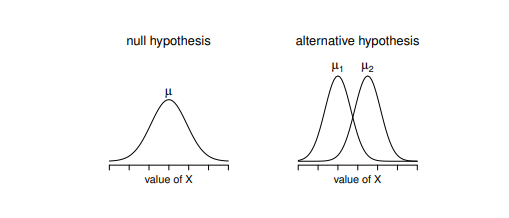 null hypothesis
μ
value of X
alternative hypothesis
μ1 μ2
value of X